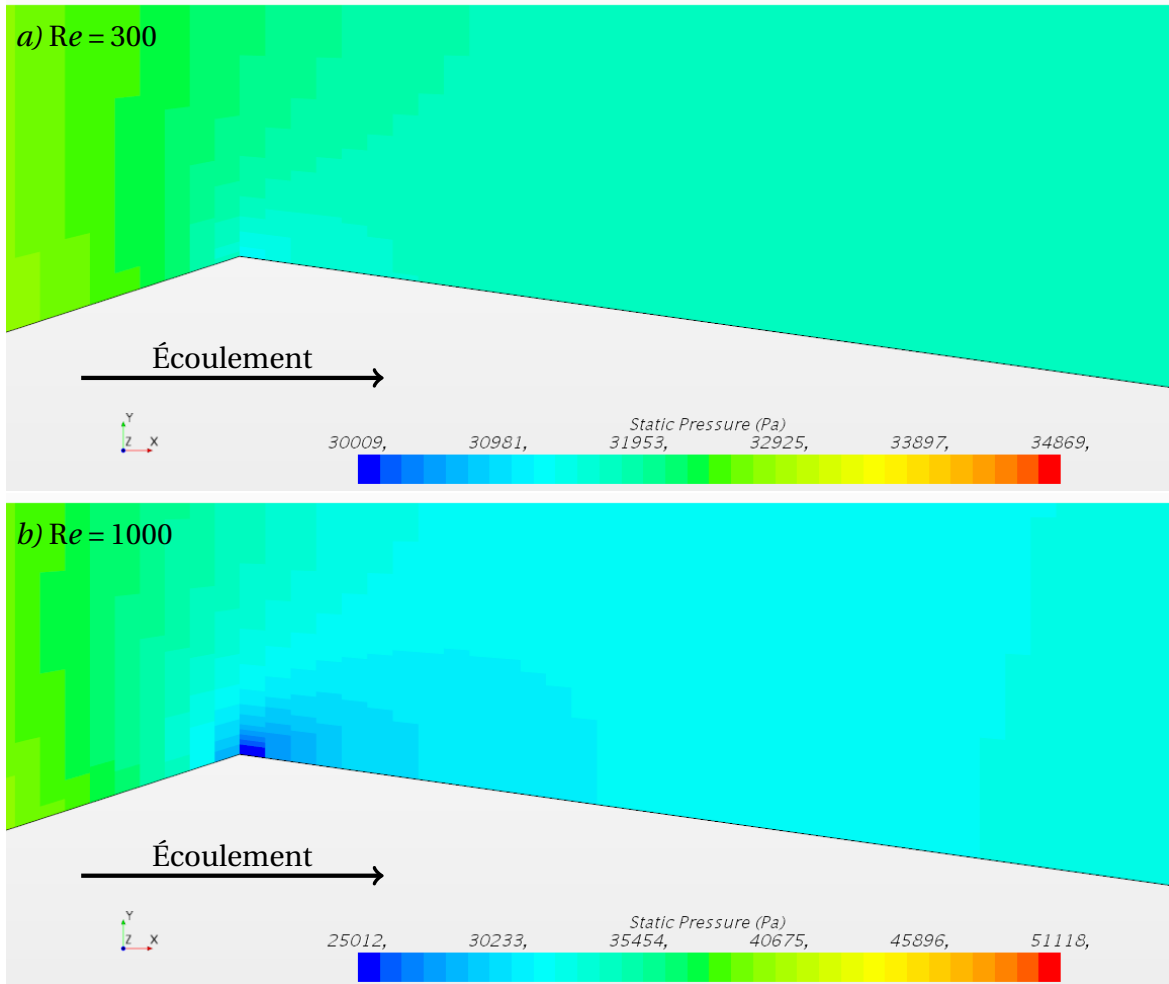 a) Re = 300
Écoulement
Y
Z X
Static Pressure (Pa)
30009, 30981, 31953, 32925, 33897, 34869,
b) Re = 1000
Écoulement
Y
Z X
Static Pressure (Pa)
25012, 30233, 35454, 40675, 45896, 51118,